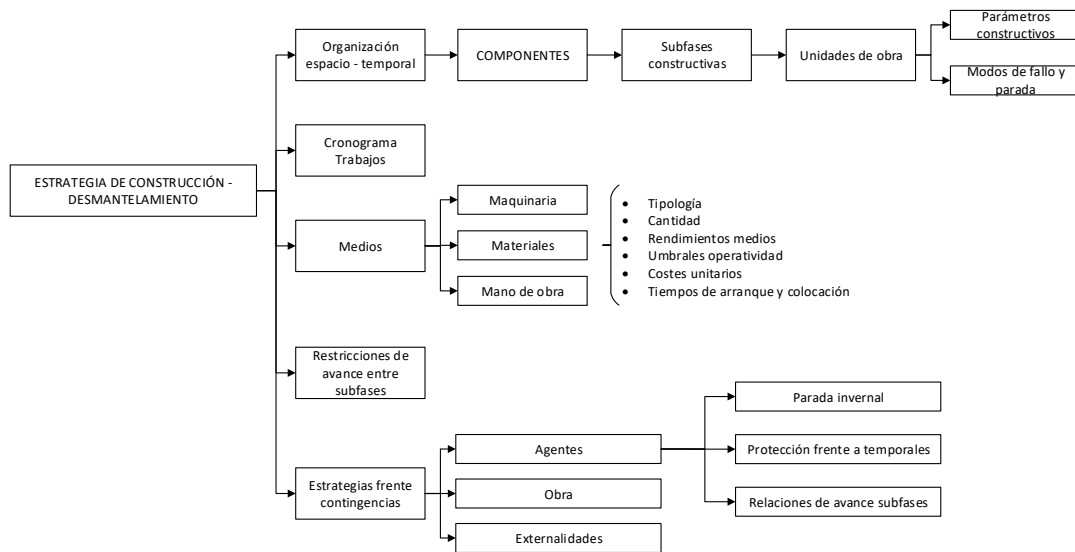 Organización
espacio - temporal
COMPONENTES
Subfases
constructivas
Unidades de obra
Parámetros
constructivos
Modos de fallo y
parada
Cronograma
Trabajos
ESTRATEGIA DE CONSTRUCCIÓN -
DESMANTELAMIENTO
Medios
Maquinaria
Materiales
Mano de obra
• Tipología
• Cantidad
• Rendimientos medios
• Umbrales operatividad
• Costes unitarios
• Tiempos de arranque y colocación
Restricciones de
avance entre
subfases
Estrategias frente
contingencias
Agentes
Obra
Externalidades
Parada invernal
Protección frente a temporales
Relaciones de avance subfases